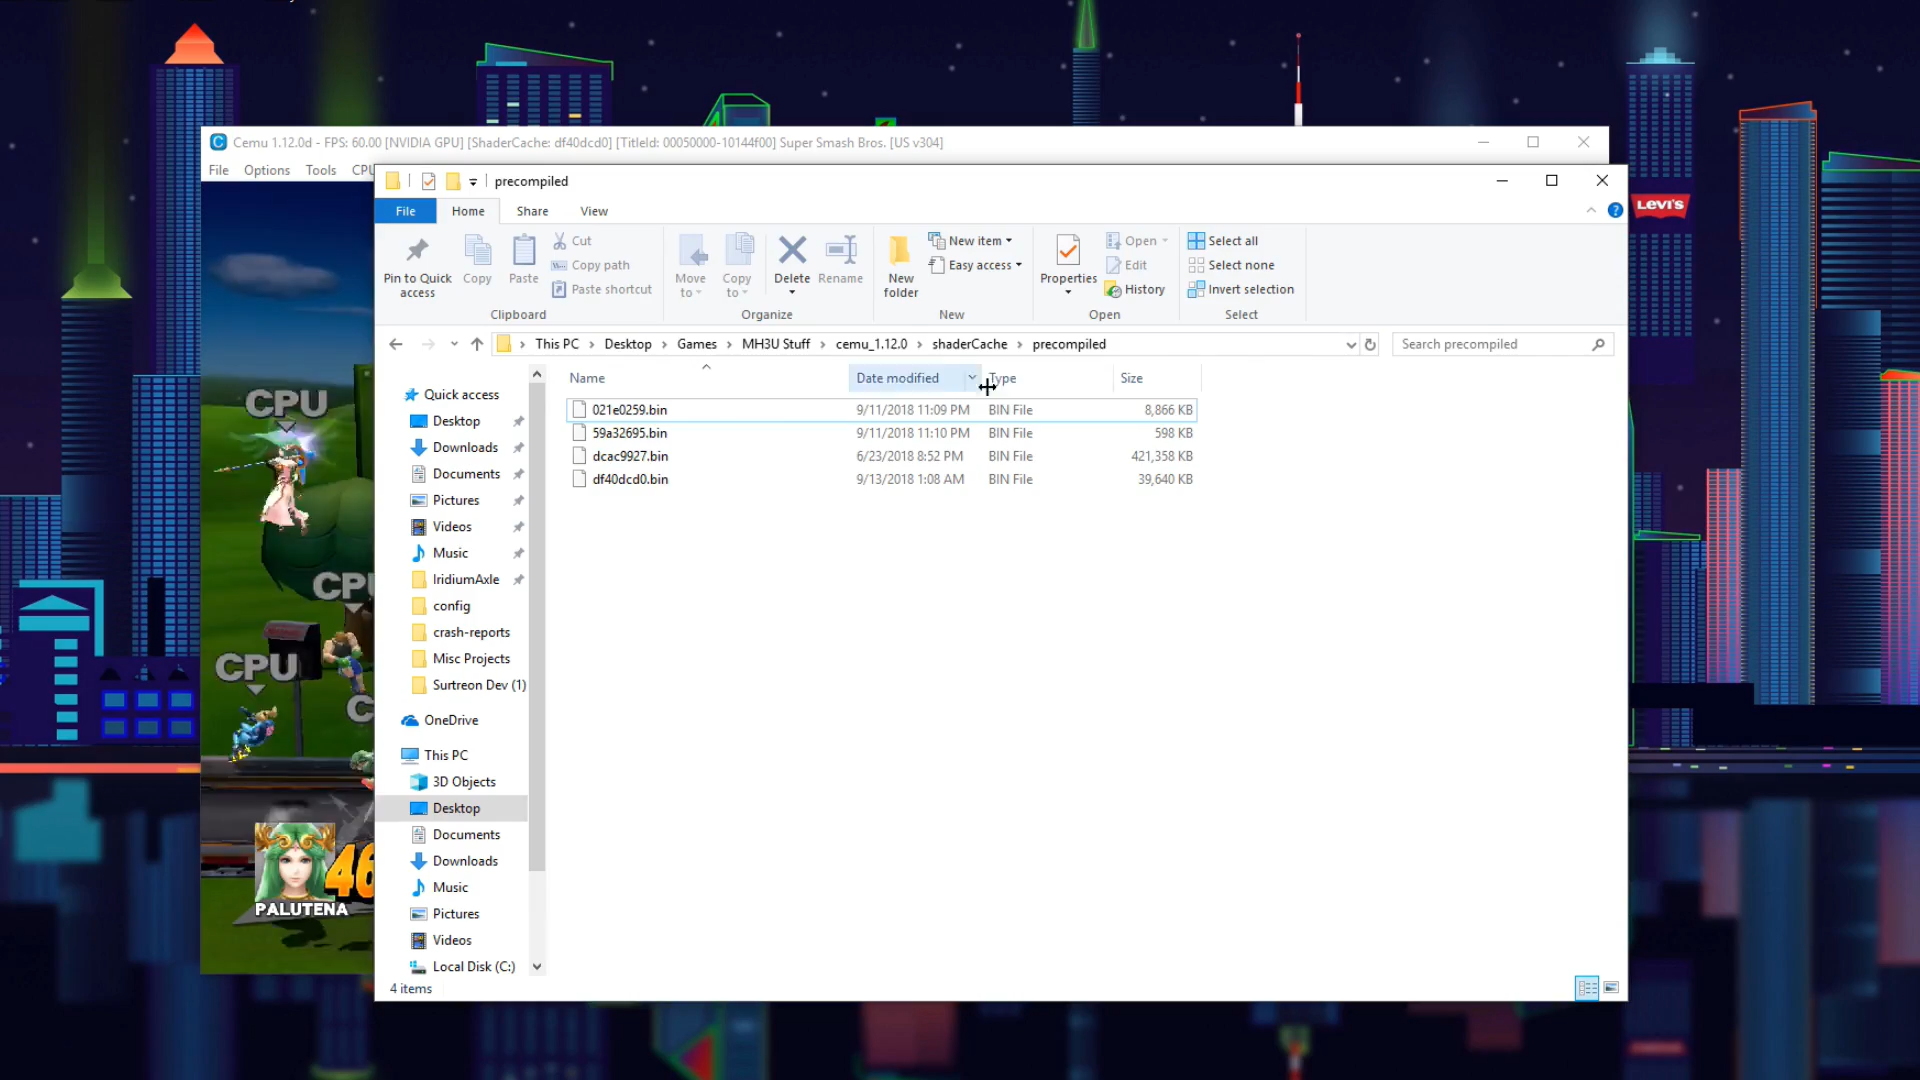 Cemu 1.12.0d - FPS: 60.00 [NVIDIA GPU] [ShaderCache: df40dcd0] [TitleId: 00050000-10144f00] Super Smash Bros. [US v304]
File Options Tools CPU
precompiled
File Home Share View
LEVI'S
Pin to Quick access
Copy
Paste
Cut
Copy path
Paste shortcut
Clipboard
Move to
Copy to
Delete
Rename
Organize
New folder
New item
Easy access
New
Properties
Open
Edit
History
Open
Select all
Select none
Invert selection
Select
This PC > Desktop > Games > MH3U Stuff > cemu_1.12.0 > shaderCache > precompiled
Search precompiled
Name Date modified Type Size
021e0259.bin 9/11/2018 11:09 PM BIN File 8,866 KB
59a32695.bin 9/11/2018 11:10 PM BIN File 598 KB
dcac9927.bin 6/23/2018 8:52 PM BIN File 421,358 KB
df40dcd0.bin 9/13/2018 1:08 AM BIN File 39,640 KB
Quick access
Desktop
Downloads
Documents
Pictures
Videos
Music
IridiumAxle
config
crash-reports
Misc Projects
Surtreon Dev (1)
OneDrive
This PC
3D Objects
Desktop
Documents
Downloads
Music
Pictures
Videos
Local Disk (C:)
4 items
CPU
CPU
CPU
C
46
PALUTENA